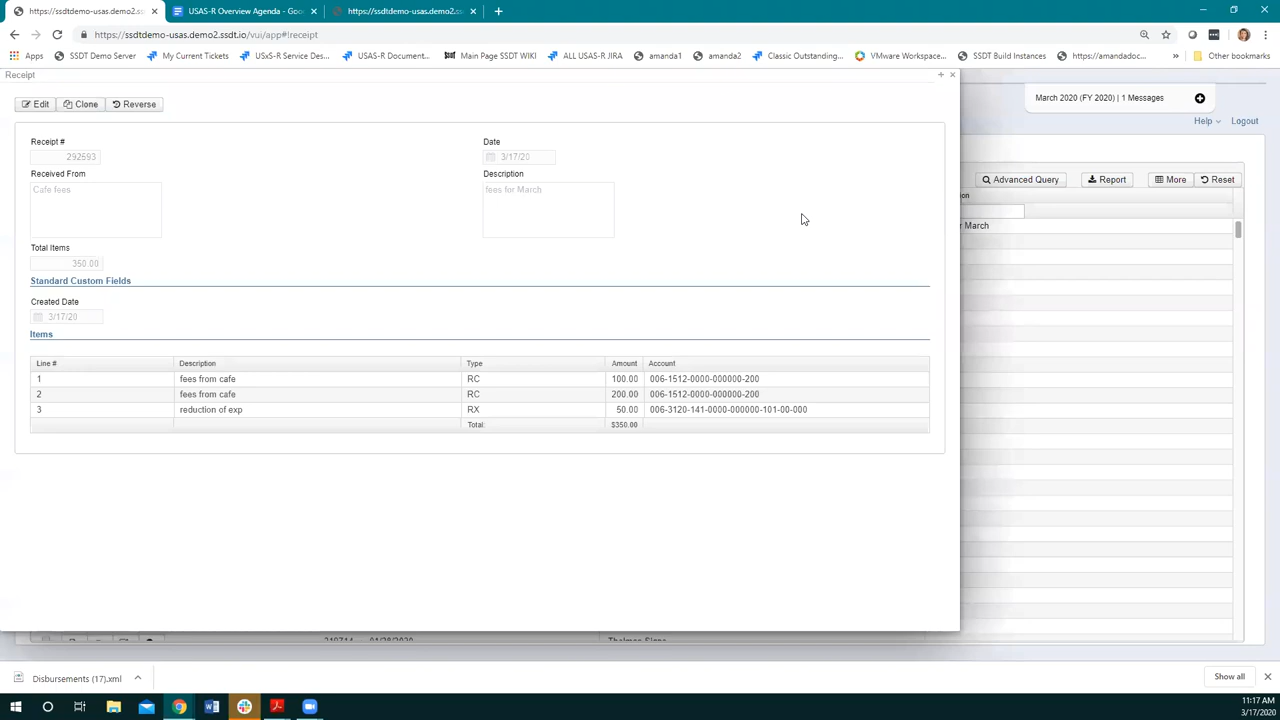 https://ssdtdemo-usas.demo2.ss... × USAS-R Overview Agenda - Goo × https://ssdtdemo-usas.demo2.ss... × +
https://ssdtdemo-usas.demo2.ssdt.io/vui/app#!receipt
Apps SSDT Demo Server My Current Tickets USxS-R Service Des... USAS-R Document... Main Page SSDT WIKI ALL USAS-R JIRA amanda1 amanda2 Classic Outstanding... VMware Workspace... SSDT Build Instances https://amandadoc... » Other bookmarks
Receipt
March 2020 (FY 2020) | 1 Messages
Edit Clone Reverse
Help Logout
Receipt #
Date
292593
3/17/20
Received From
Description
Advanced Query Report More Reset
Cafe fees
fees for March
on
r March
Total Items
350.00
Standard Custom Fields
Created Date
3/17/20
Items
Line # Description Type Amount Account
1 fees from cafe RC 100.00 006-1512-0000-000000-200
2 fees from cafe RC 200.00 006-1512-0000-000000-200
3 reduction of exp RX 50.00 006-3120-141-0000-000000-101-00-000
Total: $350.00
Disbursements (17).xml
Show all
11:17 AM
3/17/2020